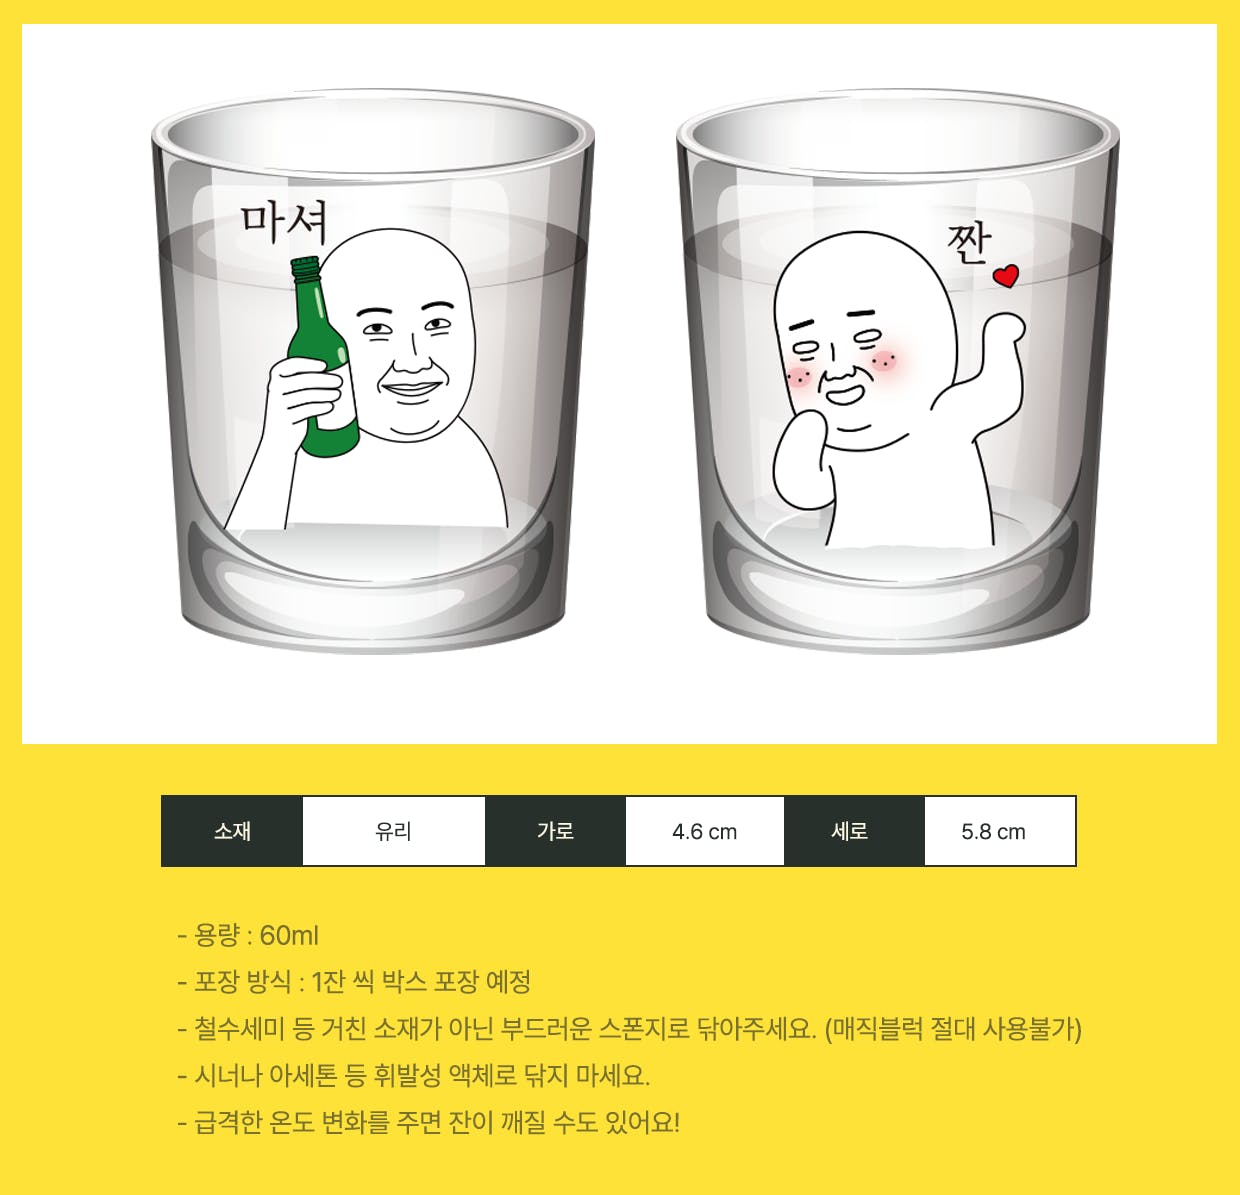 마셔
짠
소재 유리 가로 4.6 cm 세로 5.8 cm
- 용량 : 60ml
- 포장 방식 : 1잔 씩 박스 포장 예정
- 철수세미 등 거친 소재가 아닌 부드러운 스폰지로 닦아주세요. (매직블럭 절대 사용불가)
- 시너나 아세톤 등 휘발성 액체로 닦지 마세요.
- 급격한 온도 변화를 주면 잔이 깨질 수도 있어요!